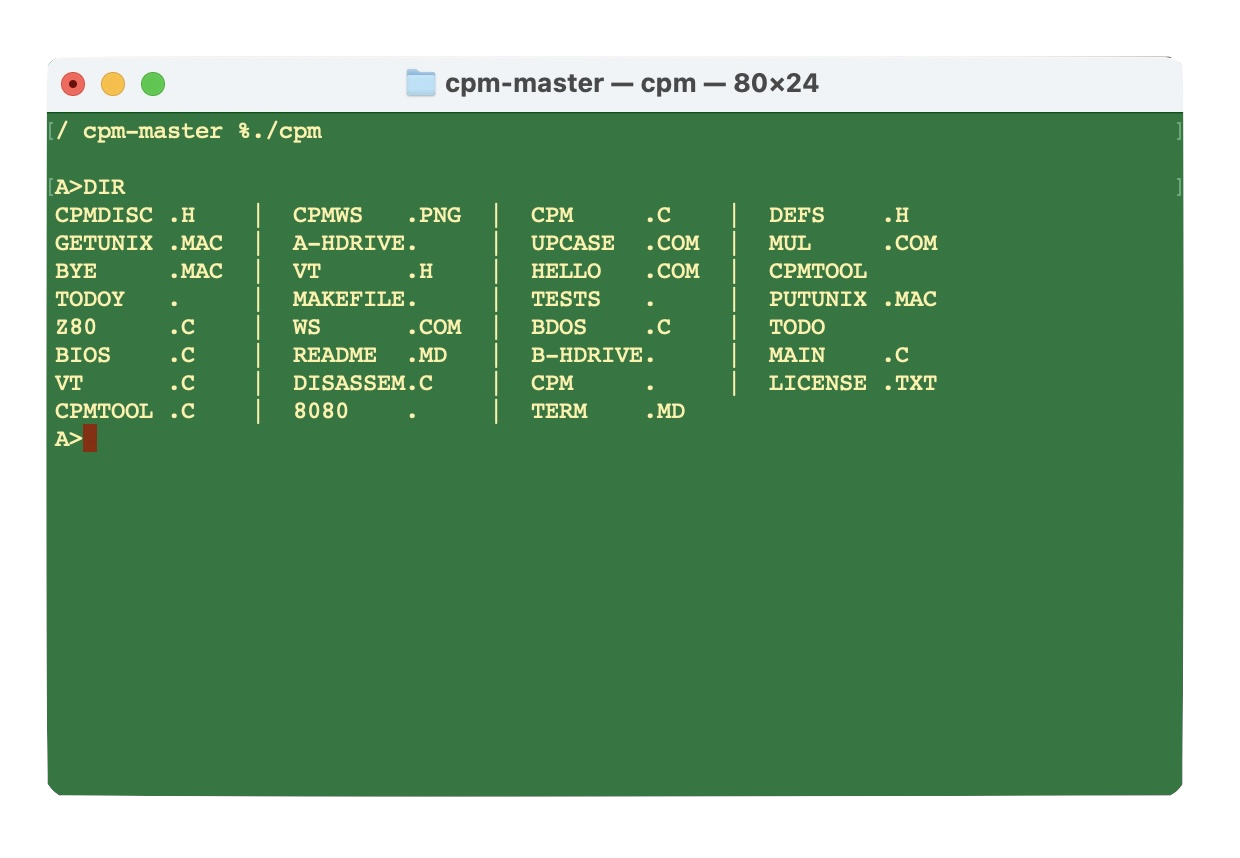 cpm-master — cpm — 80×24
[/ cpm-master %./cpm ]
[A>DIR ]
CPMDISC .H | CPMWS .PNG | CPM .C | DEFS .H
GETUNIX .MAC | A-HDRIVE. | UPCASE .COM | MUL .COM
BYE .MAC | VT .H | HELLO .COM | CPMTOOL
TODOY . | MAKEFILE. | TESTS . | PUTUNIX .MAC
Z80 .C | WS .COM | BDOS .C | TODO
BIOS .C | README .MD | B-HDRIVE. | MAIN .C
VT .C | DISASSEM.C | CPM . | LICENSE .TXT
CPMTOOL .C | 8080 . | TERM .MD
A>